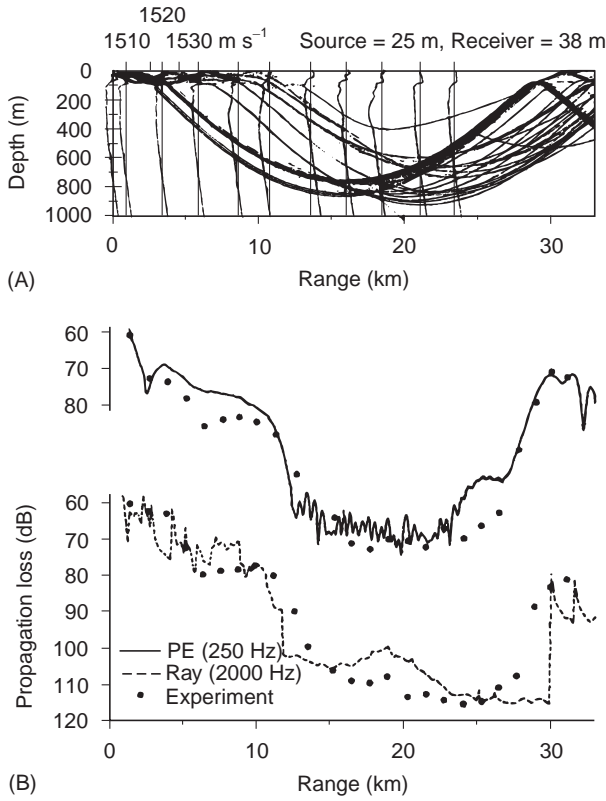 1520
1510 1530 m s⁻¹ Source = 25 m, Receiver = 38 m
0
200
400
600
800
1000
Depth (m)
0 10 20 30
Range (km)
(A)
60
70
80
60
70
80
90
100
110
120
Propagation loss (dB)
PE (250 Hz)
Ray (2000 Hz)
Experiment
0 10 20 30
Range (km)
(B)